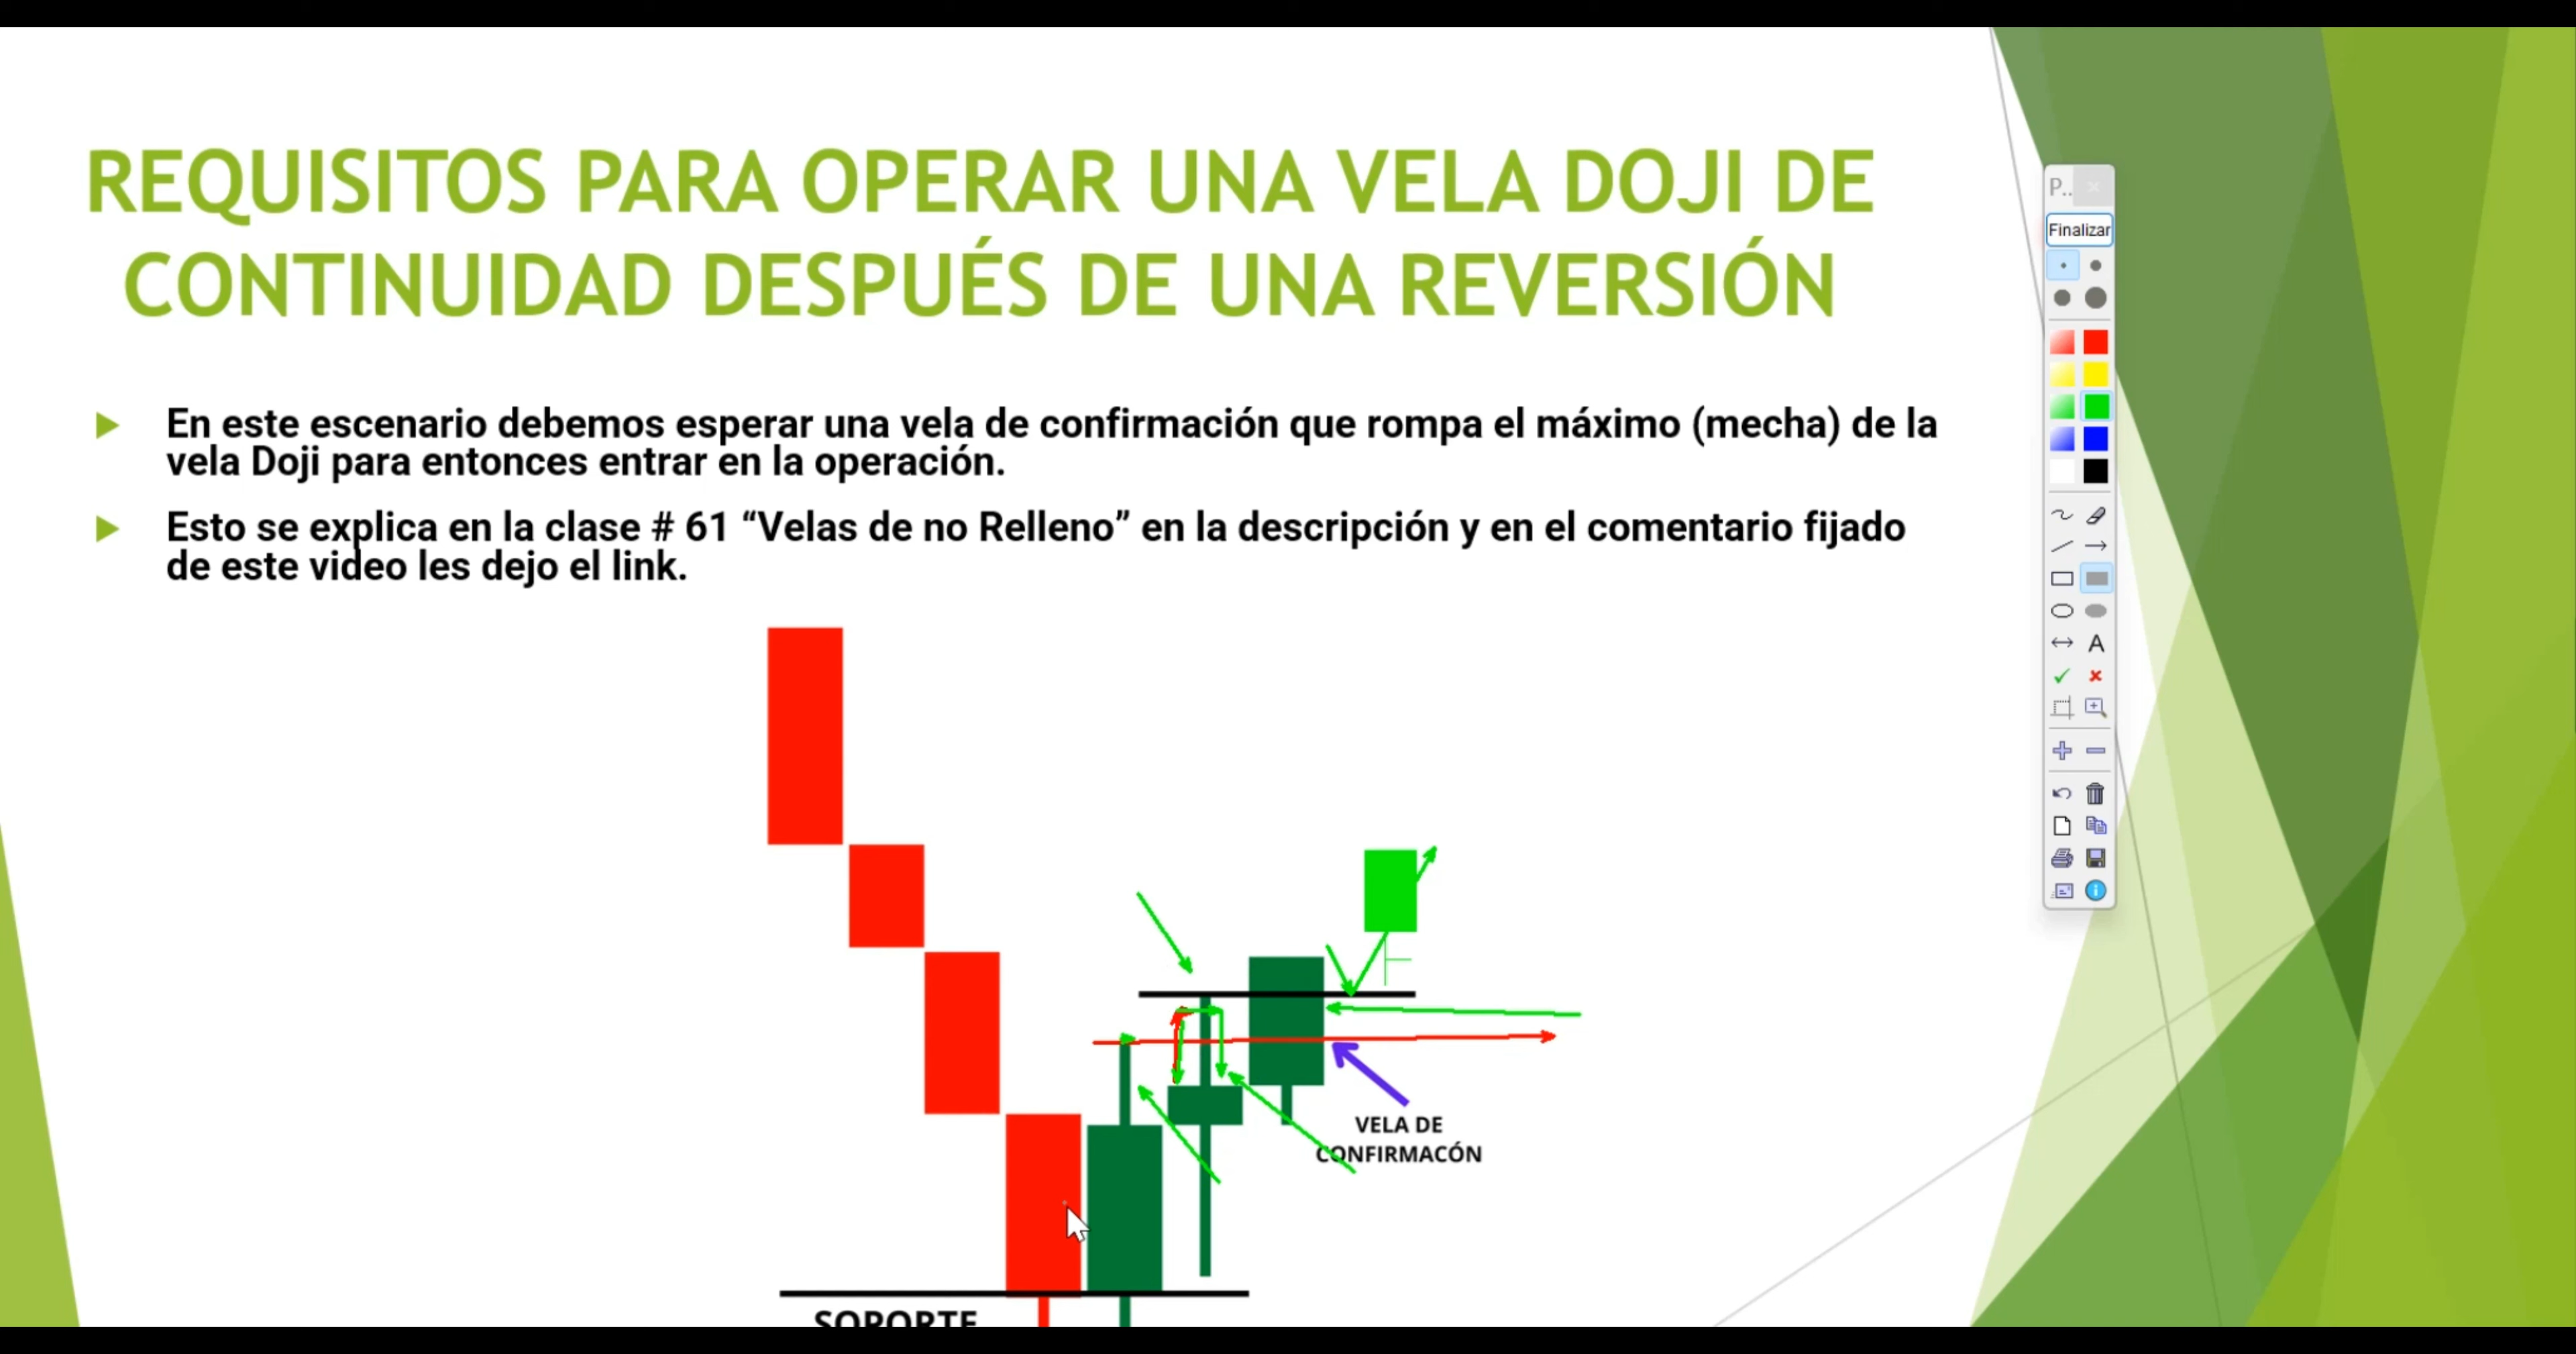 REQUISITOS PARA OPERAR UNA VELA DOJI DE
CONTINUIDAD DESPUÉS DE UNA REVERSIÓN
En este escenario debemos esperar una vela de confirmación que rompa el máximo (mecha) de la
vela Doji para entonces entrar en la operación.
Esto se explica en la clase # 61 “Velas de no Relleno” en la descripción y en el comentario fijado
de este video les dejo el link.
VELA DE
CONFIRMACÓN
SOPORTE
P...
Finalizar
A